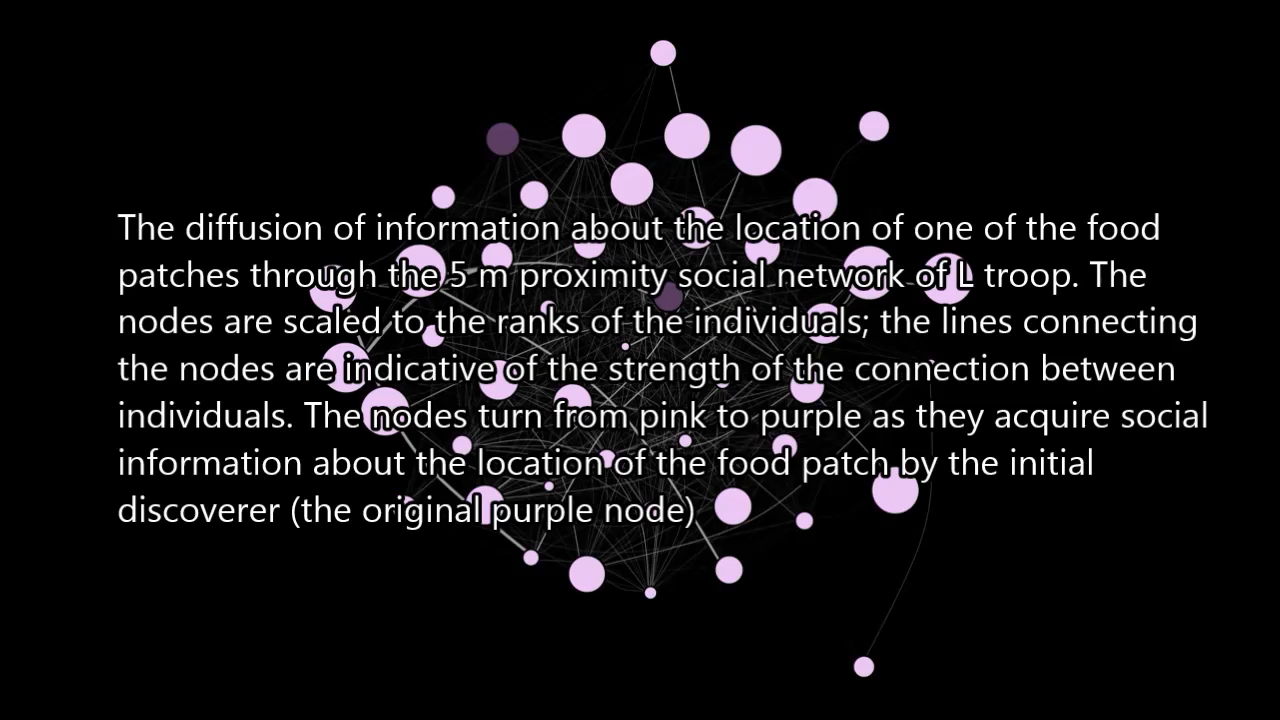 The diffusion of information about the location of one of the food
patches through the 5 m proximity social network of L troop. The
nodes are scaled to the ranks of the individuals; the lines connecting
the nodes are indicative of the strength of the connection between
individuals. The nodes turn from pink to purple as they acquire social
information about the location of the food patch by the initial
discoverer (the original purple node)